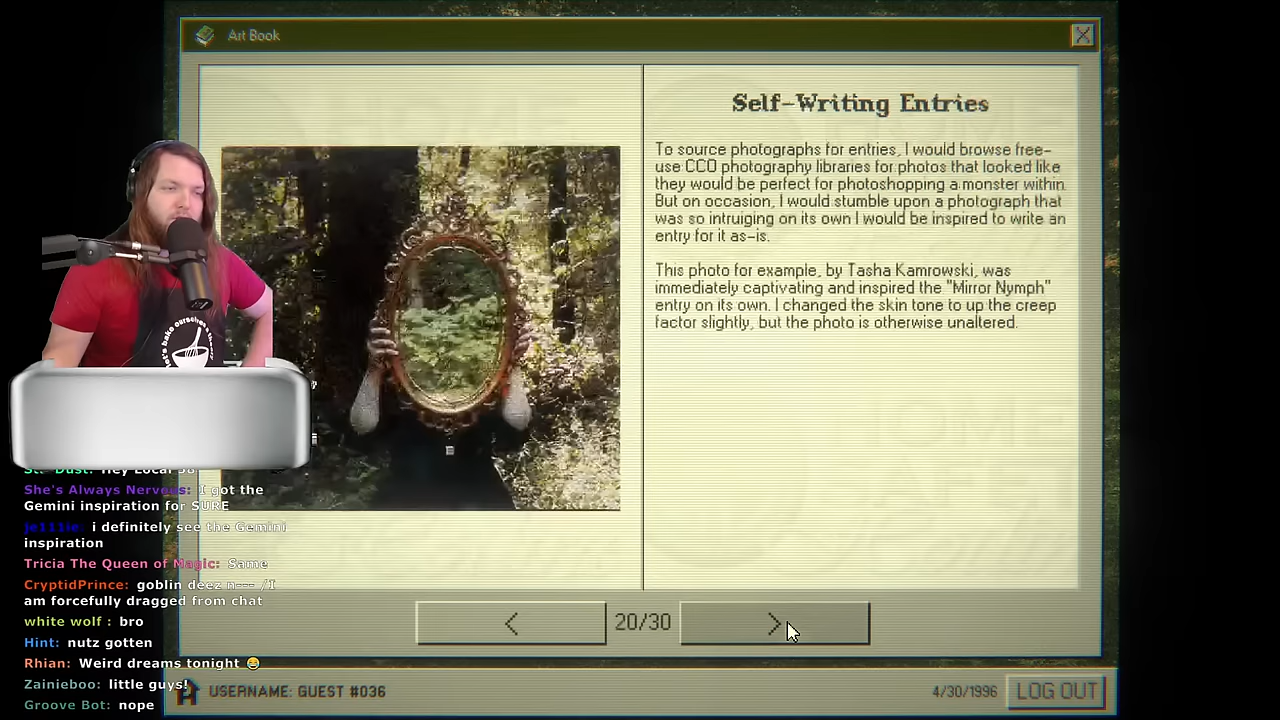 Art Book
Self-Writing Entries
To source photographs for entries, I would browse free-
use CC0 photography libraries for photos that looked like
they would be perfect for photoshopping a monster within.
But on occasion, I would stumble upon a photograph that
was so intruiging on its own I would be inspired to write an
entry for it as-is.
This photo for example, by Tasha Kamrowski, was
immediately captivating and inspired the "Mirror Nymph"
entry on its own. I changed the skin tone to up the creep
factor slightly, but the photo is otherwise unaltered.
She's Always Nervous: I got the
Gemini inspiration for SURE
je111ie: i definitely see the Gemini
inspiration
Tricia The Queen of Magic: Same
CryptidPrince: goblin deez n--- /I
am forcefully dragged from chat
white wolf : bro
Hint: nutz gotten
Rhian: Weird dreams tonight 😂
Zainieboo: little guys!
Groove Bot: nope
< 20/30 >
USERNAME: GUEST #036
4/30/1996 LOG OUT